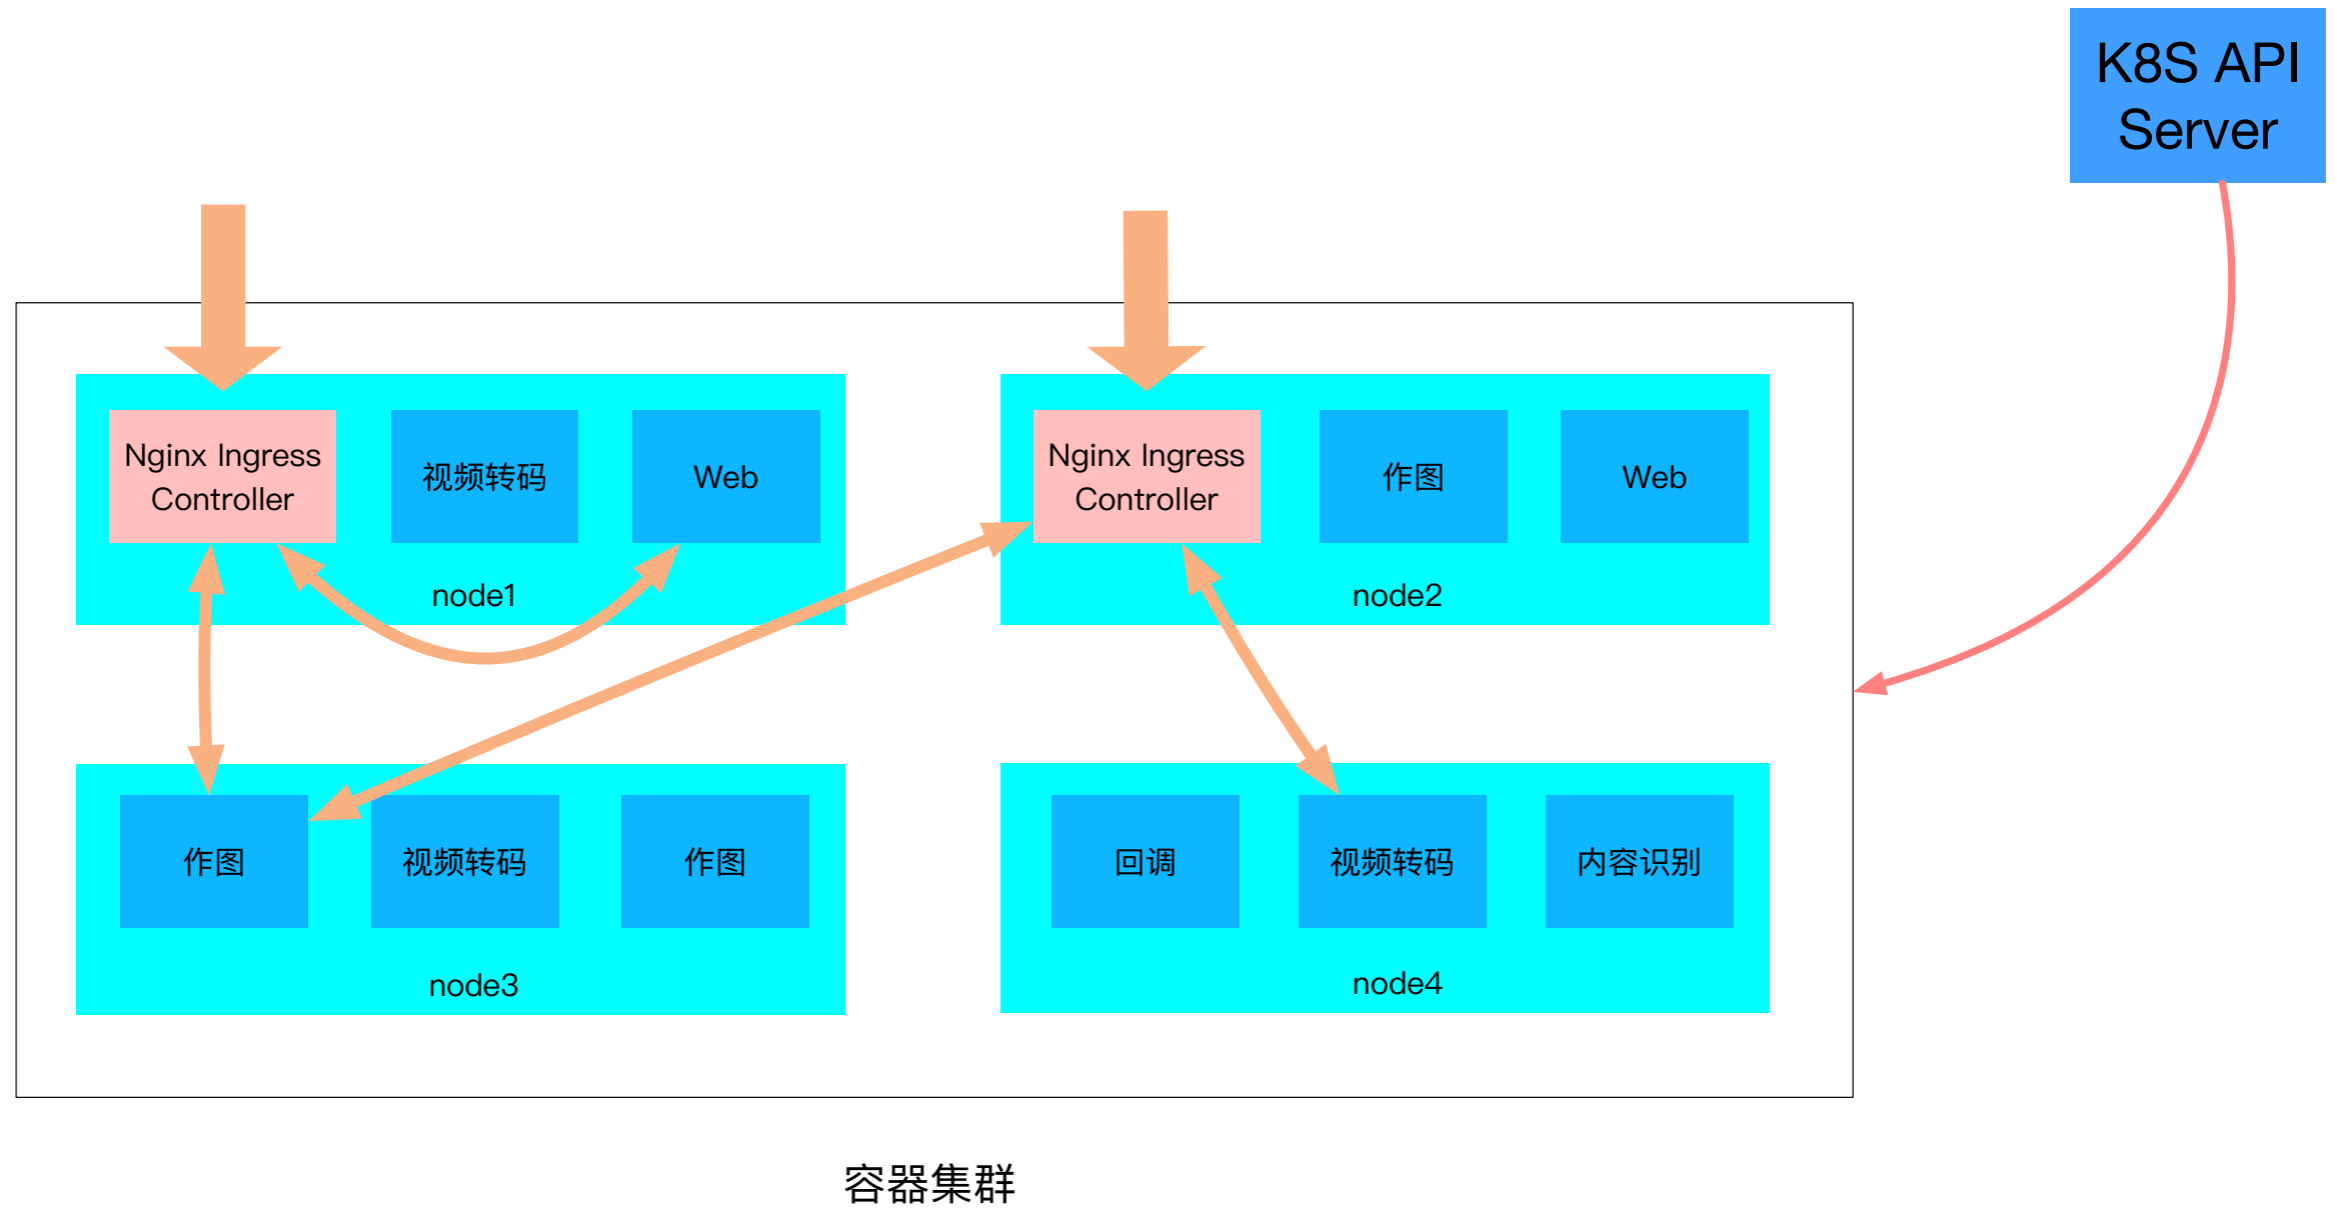 K8S API
Server
Nginx Ingress
Controller
视频转码
Web
node1
Nginx Ingress
Controller
作图
Web
node2
作图
视频转码
作图
node3
回调
视频转码
内容识别
node4
容器集群